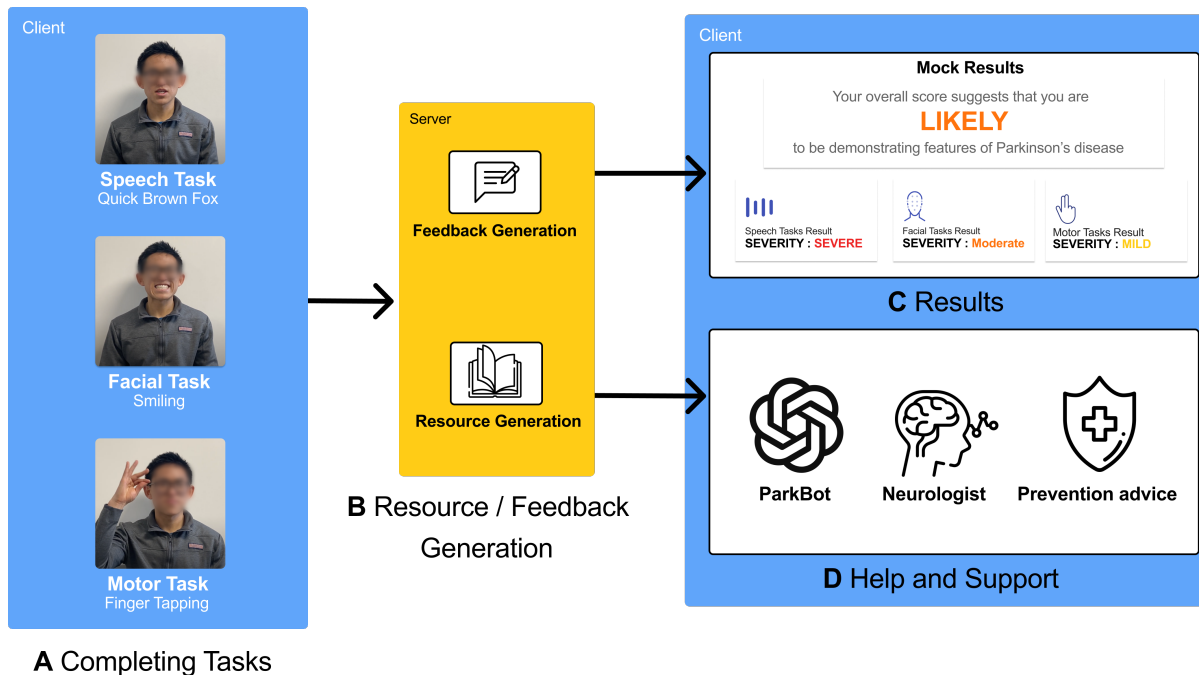 Client
Speech Task
Quick Brown Fox
Facial Task
Smiling
Motor Task
Finger Tapping
A Completing Tasks
Server
Feedback Generation
Resource Generation
B Resource / Feedback
Generation
Client
Mock Results
Your overall score suggests that you are
LIKELY
to be demonstrating features of Parkinson's disease
Speech Tasks Result
SEVERITY : SEVERE
Facial Tasks Result
SEVERITY : Moderate
Motor Tasks Result
SEVERITY : MILD
C Results
ParkBot
Neurologist
Prevention advice
D Help and Support